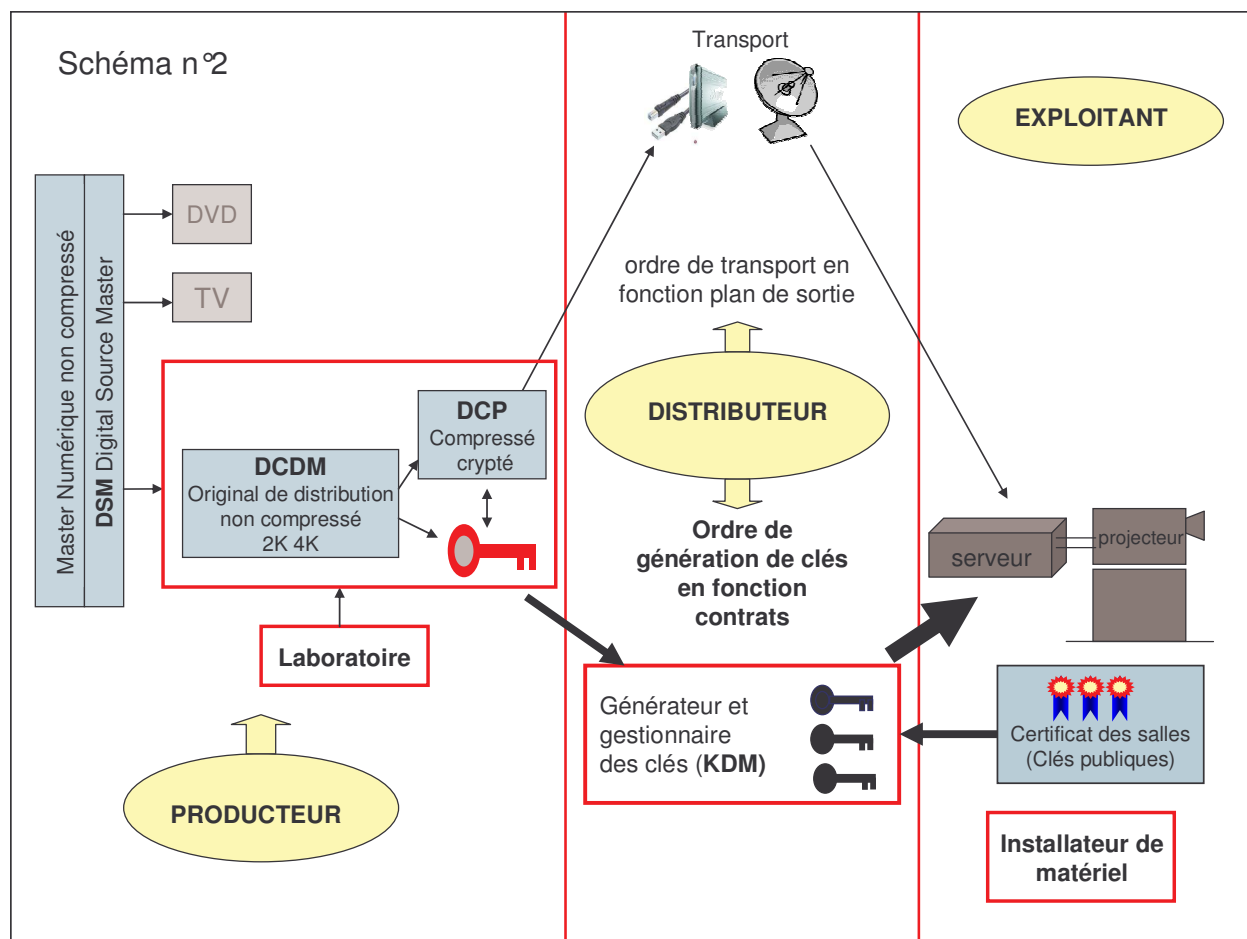 Schéma n°2
Transport
EXPLOITANT
Master Numérique non compressé
DSM Digital Source Master
DVD
TV
ordre de transport en
fonction plan de sortie
DISTRIBUTEUR
DCP
Compressé
crypté
DCDM
Original de distribution
non compressé
2K 4K
Ordre de
génération de clés
en fonction
contrats
serveur
projecteur
Laboratoire
Générateur et
gestionnaire
des clés (KDM)
Certificat des salles
(Clés publiques)
PRODUCTEUR
Installateur de
matériel